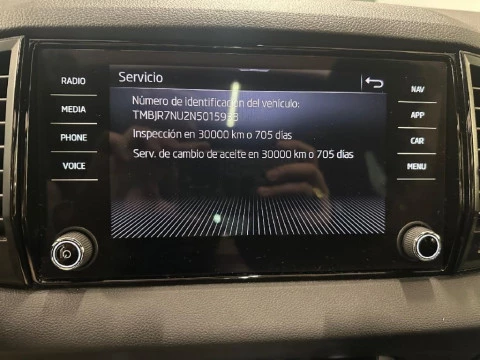 Servicio
RADIO
MEDIA
PHONE
VOICE
Número de identificación del vehículo:
Inspección en 30000 km o 705 días
Serv. de cambio de aceite en 30000 km o 705 días
NAV
APP
CAR
MENU